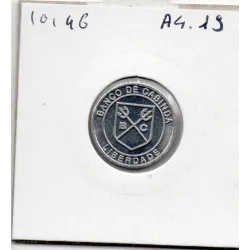 10.46 A4.19
BANCO DE CABINDA
B C
LIBERDADE